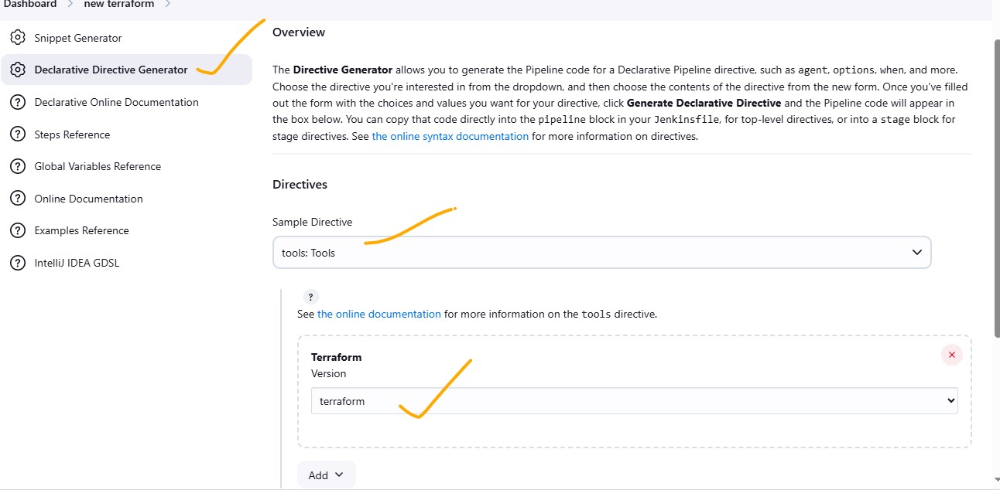 Dashboard > new terraform >
Snippet Generator
Declarative Directive Generator
Declarative Online Documentation
Steps Reference
Global Variables Reference
Online Documentation
Examples Reference
IntelliJ IDEA GDSL
Overview
The Directive Generator allows you to generate the Pipeline code for a Declarative Pipeline directive, such as agent, options, when, and more.
Choose the directive you're interested in from the dropdown, and then choose the contents of the directive from the new form. Once you've filled
out the form with the choices and values you want for your directive, click Generate Declarative Directive and the Pipeline code will appear in
the box below. You can copy that code directly into the pipeline block in your Jenkinsfile, for top-level directives, or into a stage block for
stage directives. See the online syntax documentation for more information on directives.
Directives
Sample Directive
tools: Tools
?
See the online documentation for more information on the tools directive.
Terraform
Version
terraform
Add